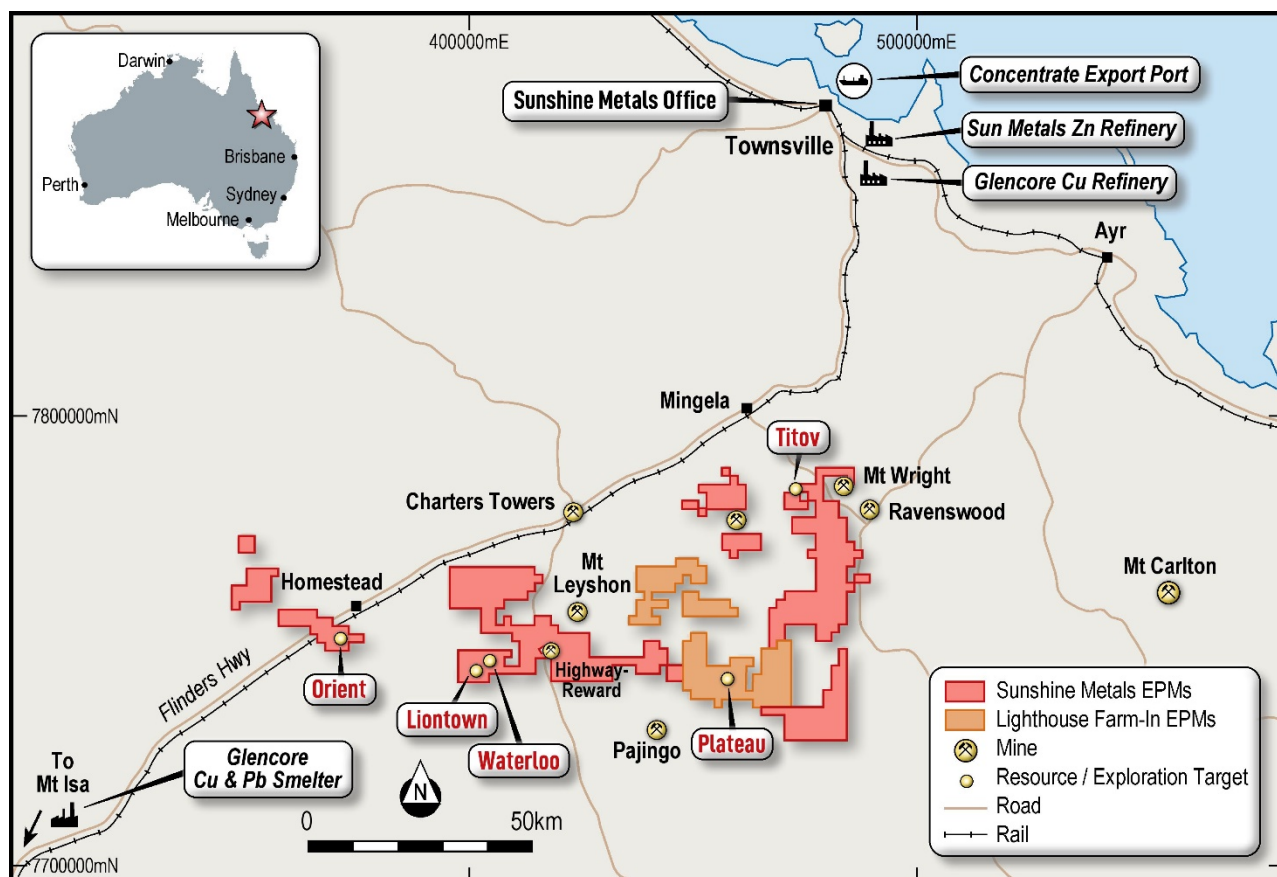 400000mE
500000mE
Darwin
Brisbane
Perth
Sydney
Melbourne
Sunshine Metals Office
Concentrate Export Port
Sun Metals Zn Refinery
Townsville
Glencore Cu Refinery
Ayr
7800000mN
Mingela
Titov
Mt Wright
Charters Towers
Ravenswood
Mt
Leyshon
Homestead
Mt Carlton
Highway-
Reward
Flinders Hwy
Orient
Liontown
Waterloo
Pajingo
Plateau
To
Mt Isa
Glencore
Cu & Pb Smelter
N
0
50km
Sunshine Metals EPMs
Lighthouse Farm-In EPMs
Mine
Resource / Exploration Target
Road
Rail
7700000mN